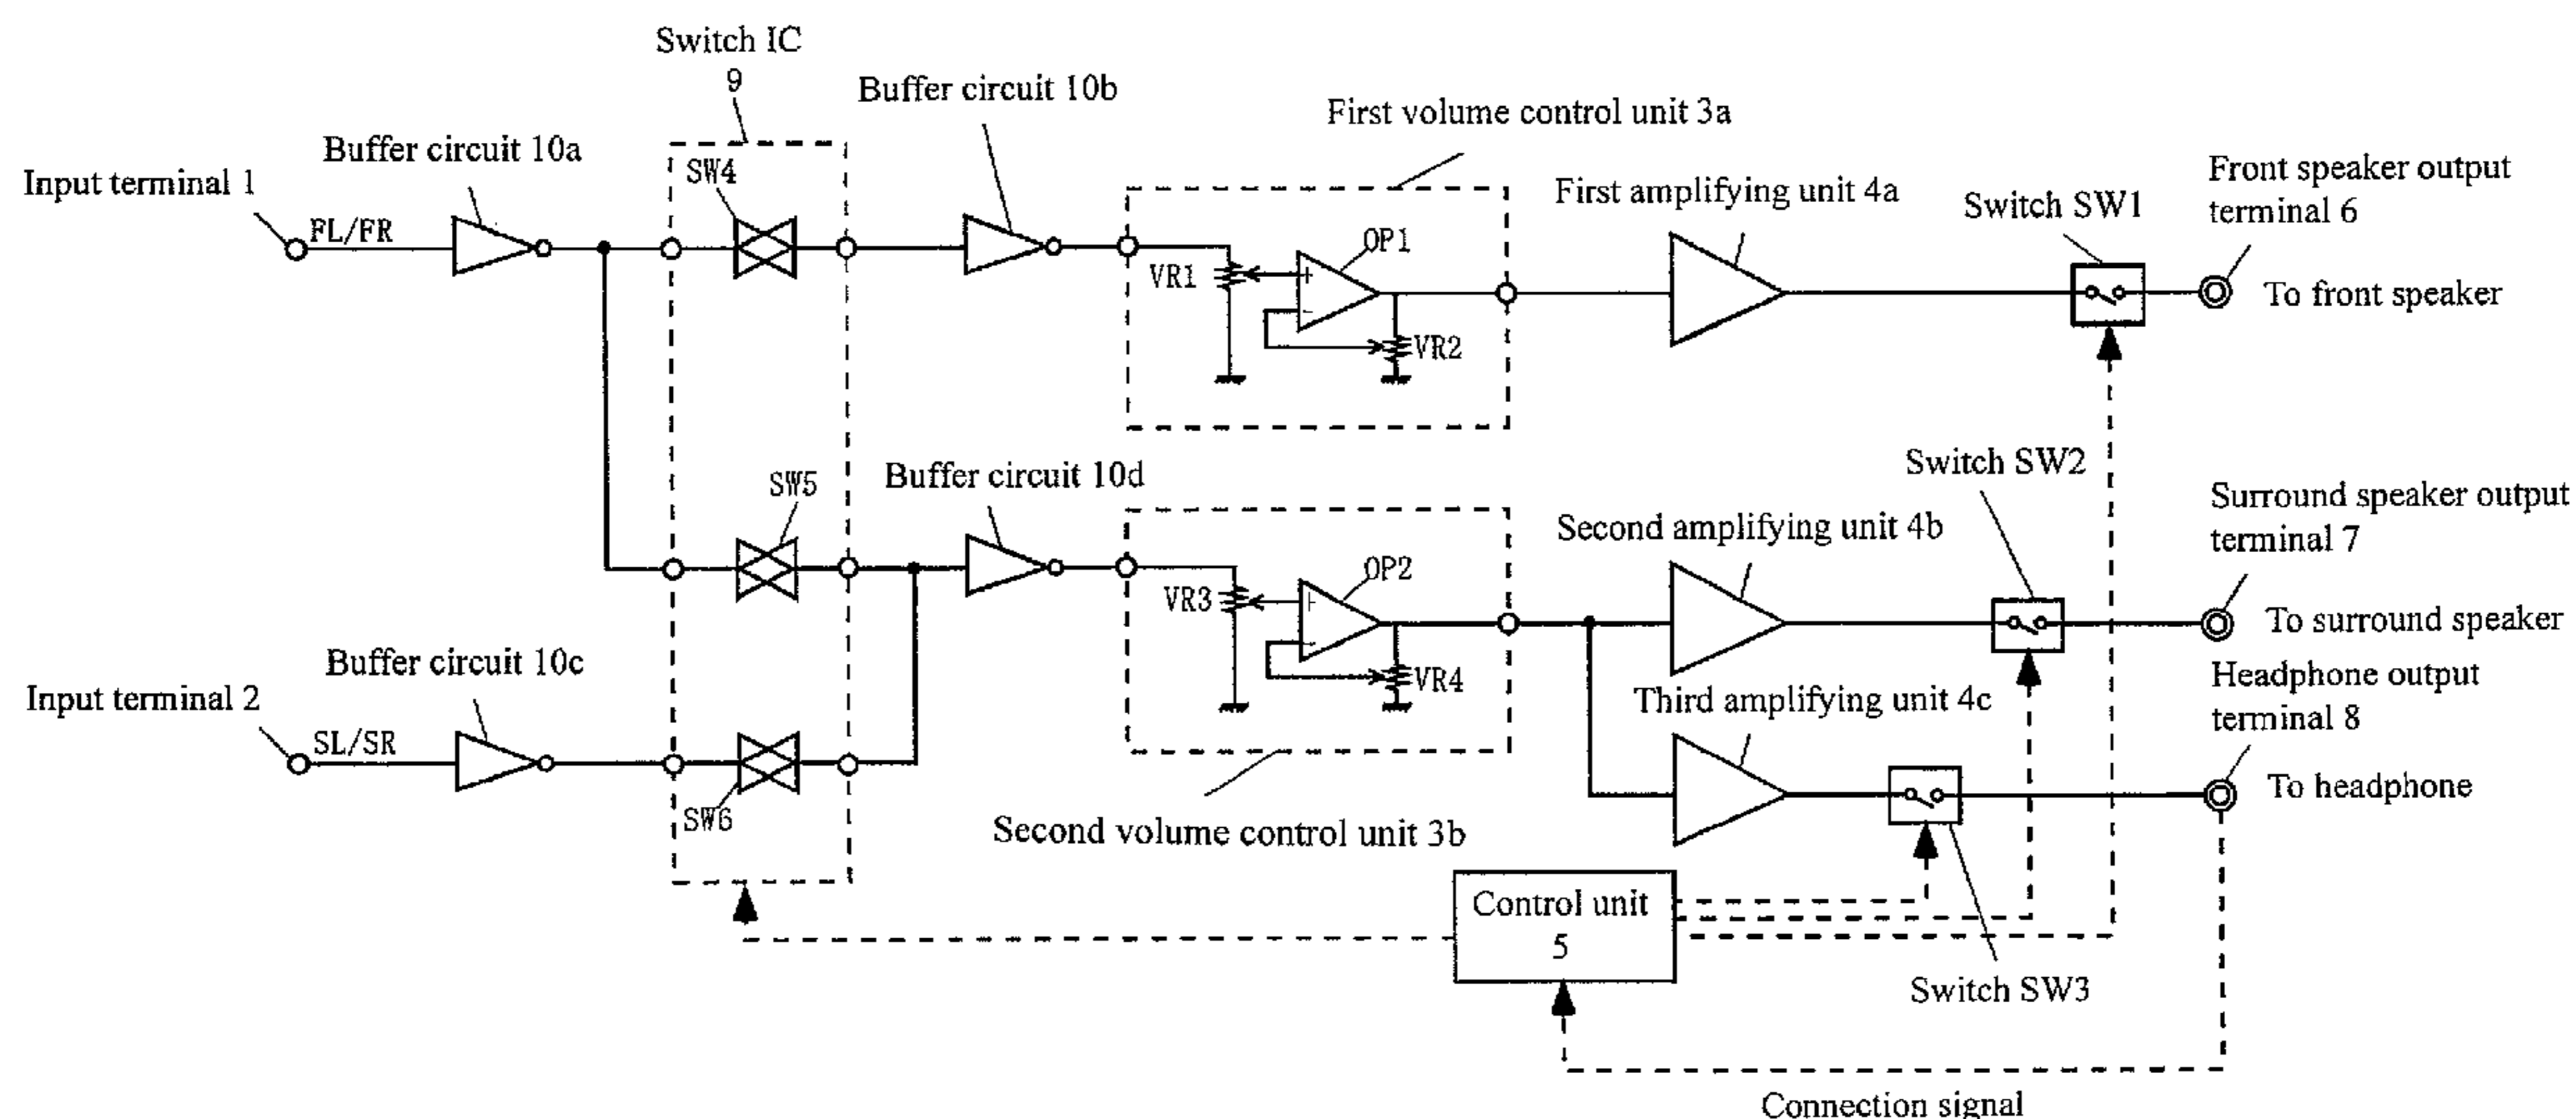 Switch IC
9
Buffer circuit 10b
First volume control unit 3a
Buffer circuit 10a
SW4
Input terminal 1
FL/FR
First amplifying unit 4a
Switch SW1
Front speaker output
terminal 6
To front speaker
VR1
OP1
VR2
SW5
Buffer circuit 10d
Switch SW2
Surround speaker output
terminal 7
Second amplifying unit 4b
To surround speaker
VR3
OP2
VR4
Buffer circuit 10c
Input terminal 2
SL/SR
SW6
Third amplifying unit 4c
Headphone output
terminal 8
To headphone
Second volume control unit 3b
Control unit
5
Switch SW3
Connection signal